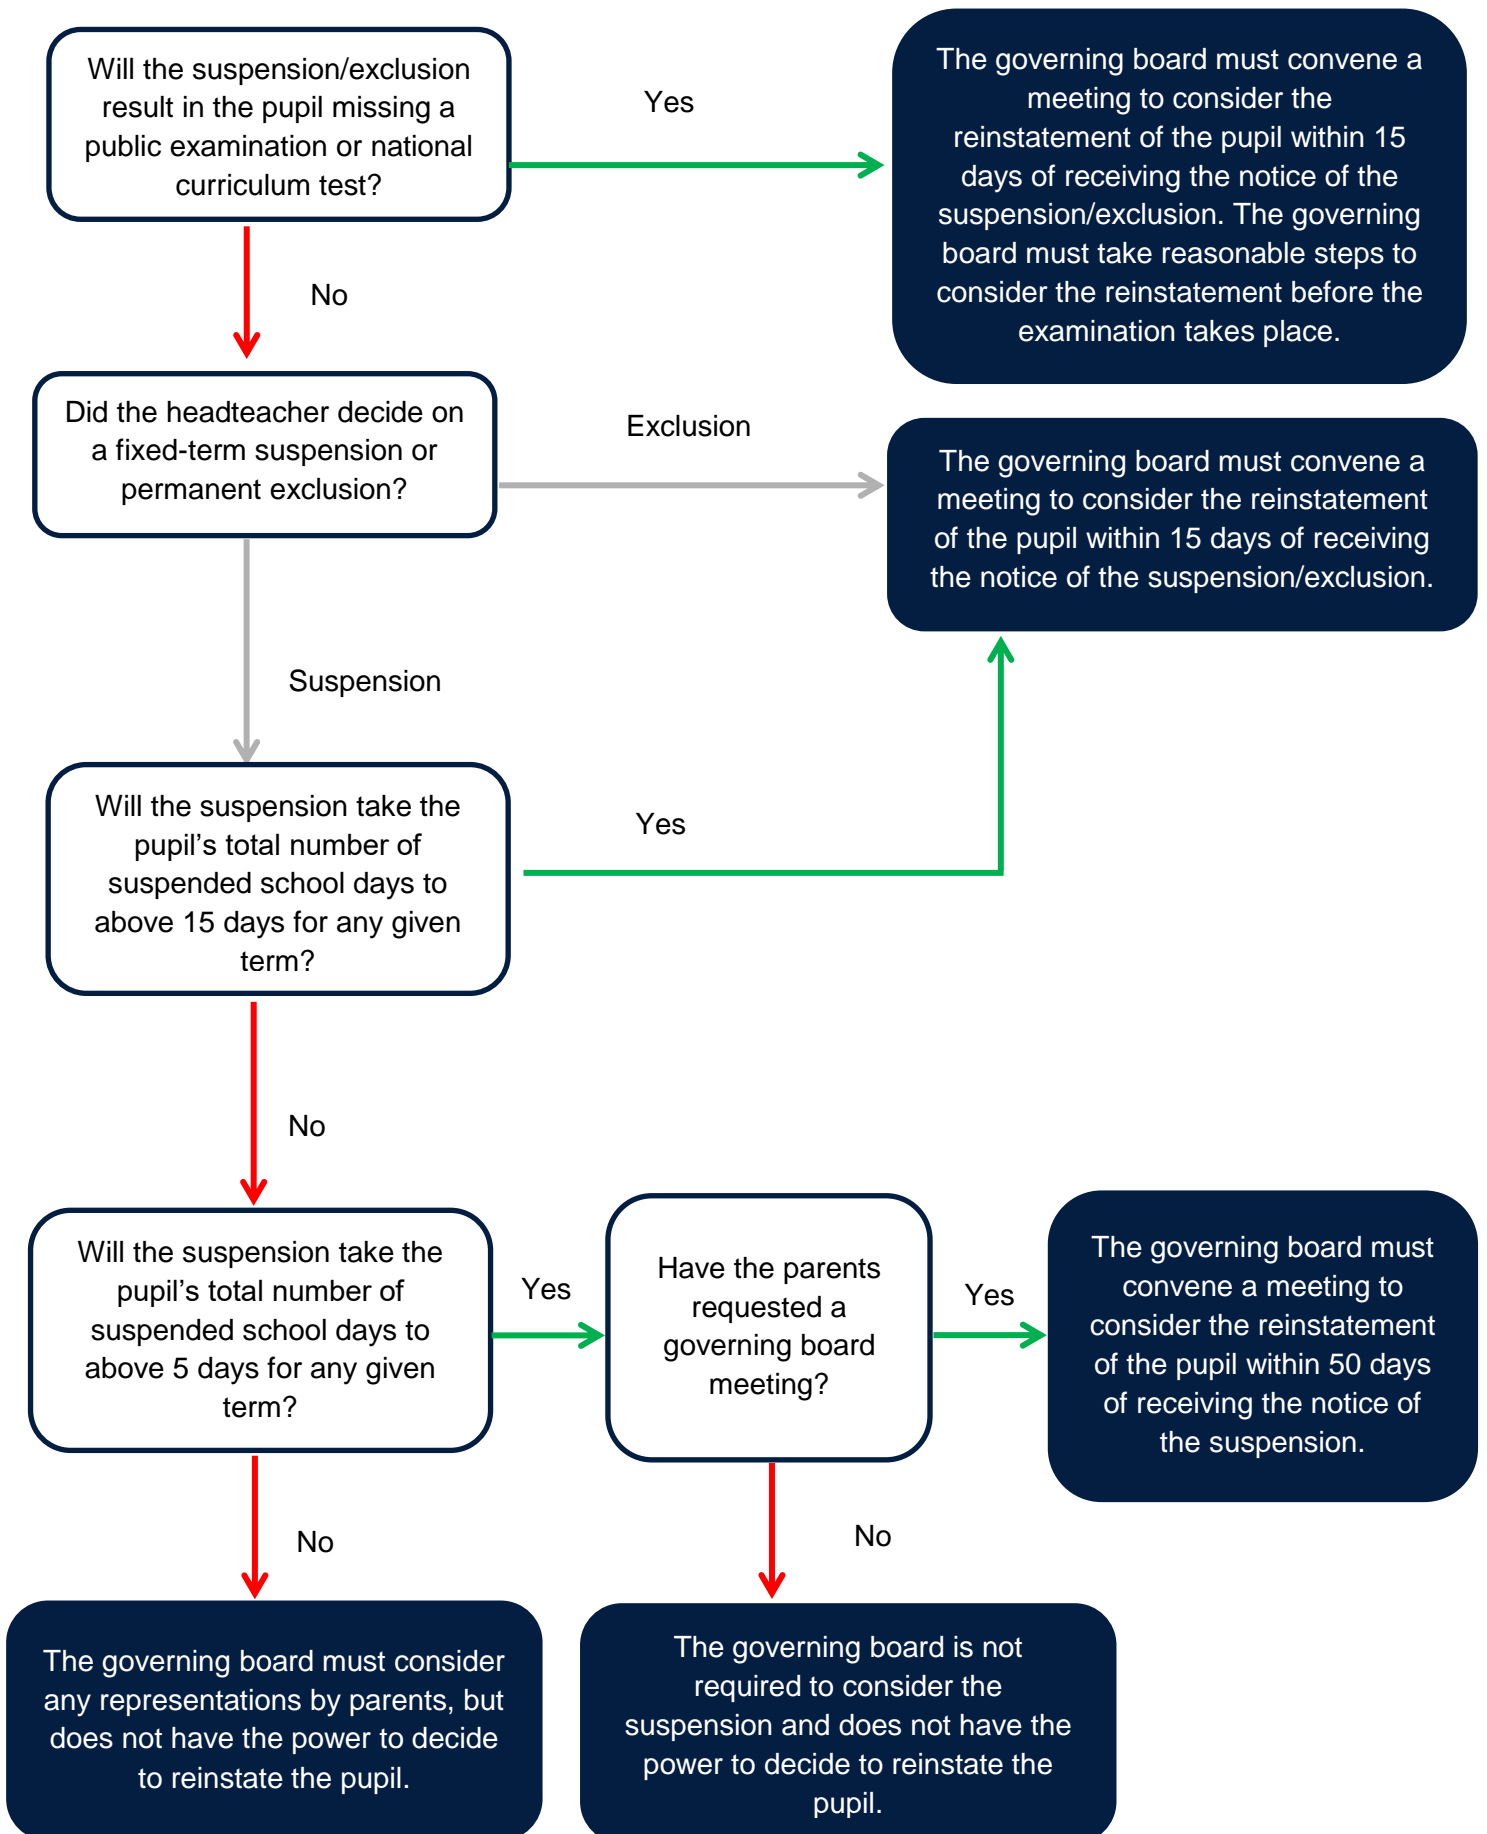 Will the suspension/exclusion
result in the pupil missing a
public examination or national
curriculum test?
Yes
The governing board must convene a
meeting to consider the
reinstatement of the pupil within 15
days of receiving the notice of the
suspension/exclusion. The governing
board must take reasonable steps to
consider the reinstatement before the
examination takes place.
No
Did the headteacher decide on
a fixed-term suspension or
permanent exclusion?
Exclusion
The governing board must convene a
meeting to consider the reinstatement
of the pupil within 15 days of receiving
the notice of the suspension/exclusion.
Suspension
Will the suspension take the
pupil’s total number of
suspended school days to
above 15 days for any given
term?
Yes
No
Will the suspension take the
pupil’s total number of
suspended school days to
above 5 days for any given
term?
Yes
Have the parents
requested a
governing board
meeting?
Yes
The governing board must
convene a meeting to
consider the reinstatement
of the pupil within 50 days
of receiving the notice of
the suspension.
No
No
The governing board must consider
any representations by parents, but
does not have the power to decide
to reinstate the pupil.
The governing board is not
required to consider the
suspension and does not have the
power to decide to reinstate the
pupil.